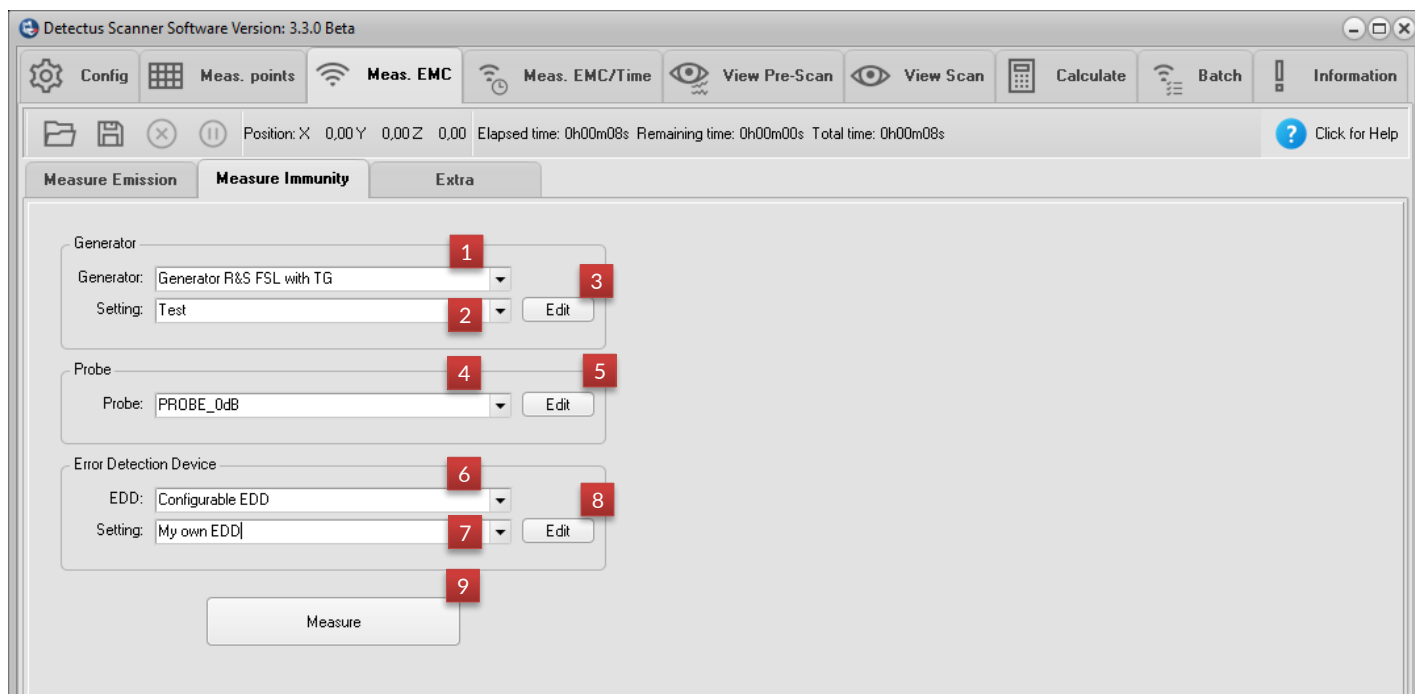 Detectus Scanner Software Version: 3.3.0 Beta
Config Meas. points Meas. EMC Meas. EMC/Time View Pre-Scan View Scan Calculate Batch Information
Position: X 0,00 Y 0,00 Z 0,00 Elapsed time: 0h00m08s Remaining time: 0h00m00s Total time: 0h00m08s ? Click for Help
Measure Emission Measure Immunity Extra
Generator
1
Generator: Generator R&S FSL with TG
3
Setting: Test 2 Edit
Probe
4 5
Probe: PROBE_0dB Edit
Error Detection Device
6
EDD: Configurable EDD
8
Setting: My own EDD 7 Edit
9
Measure